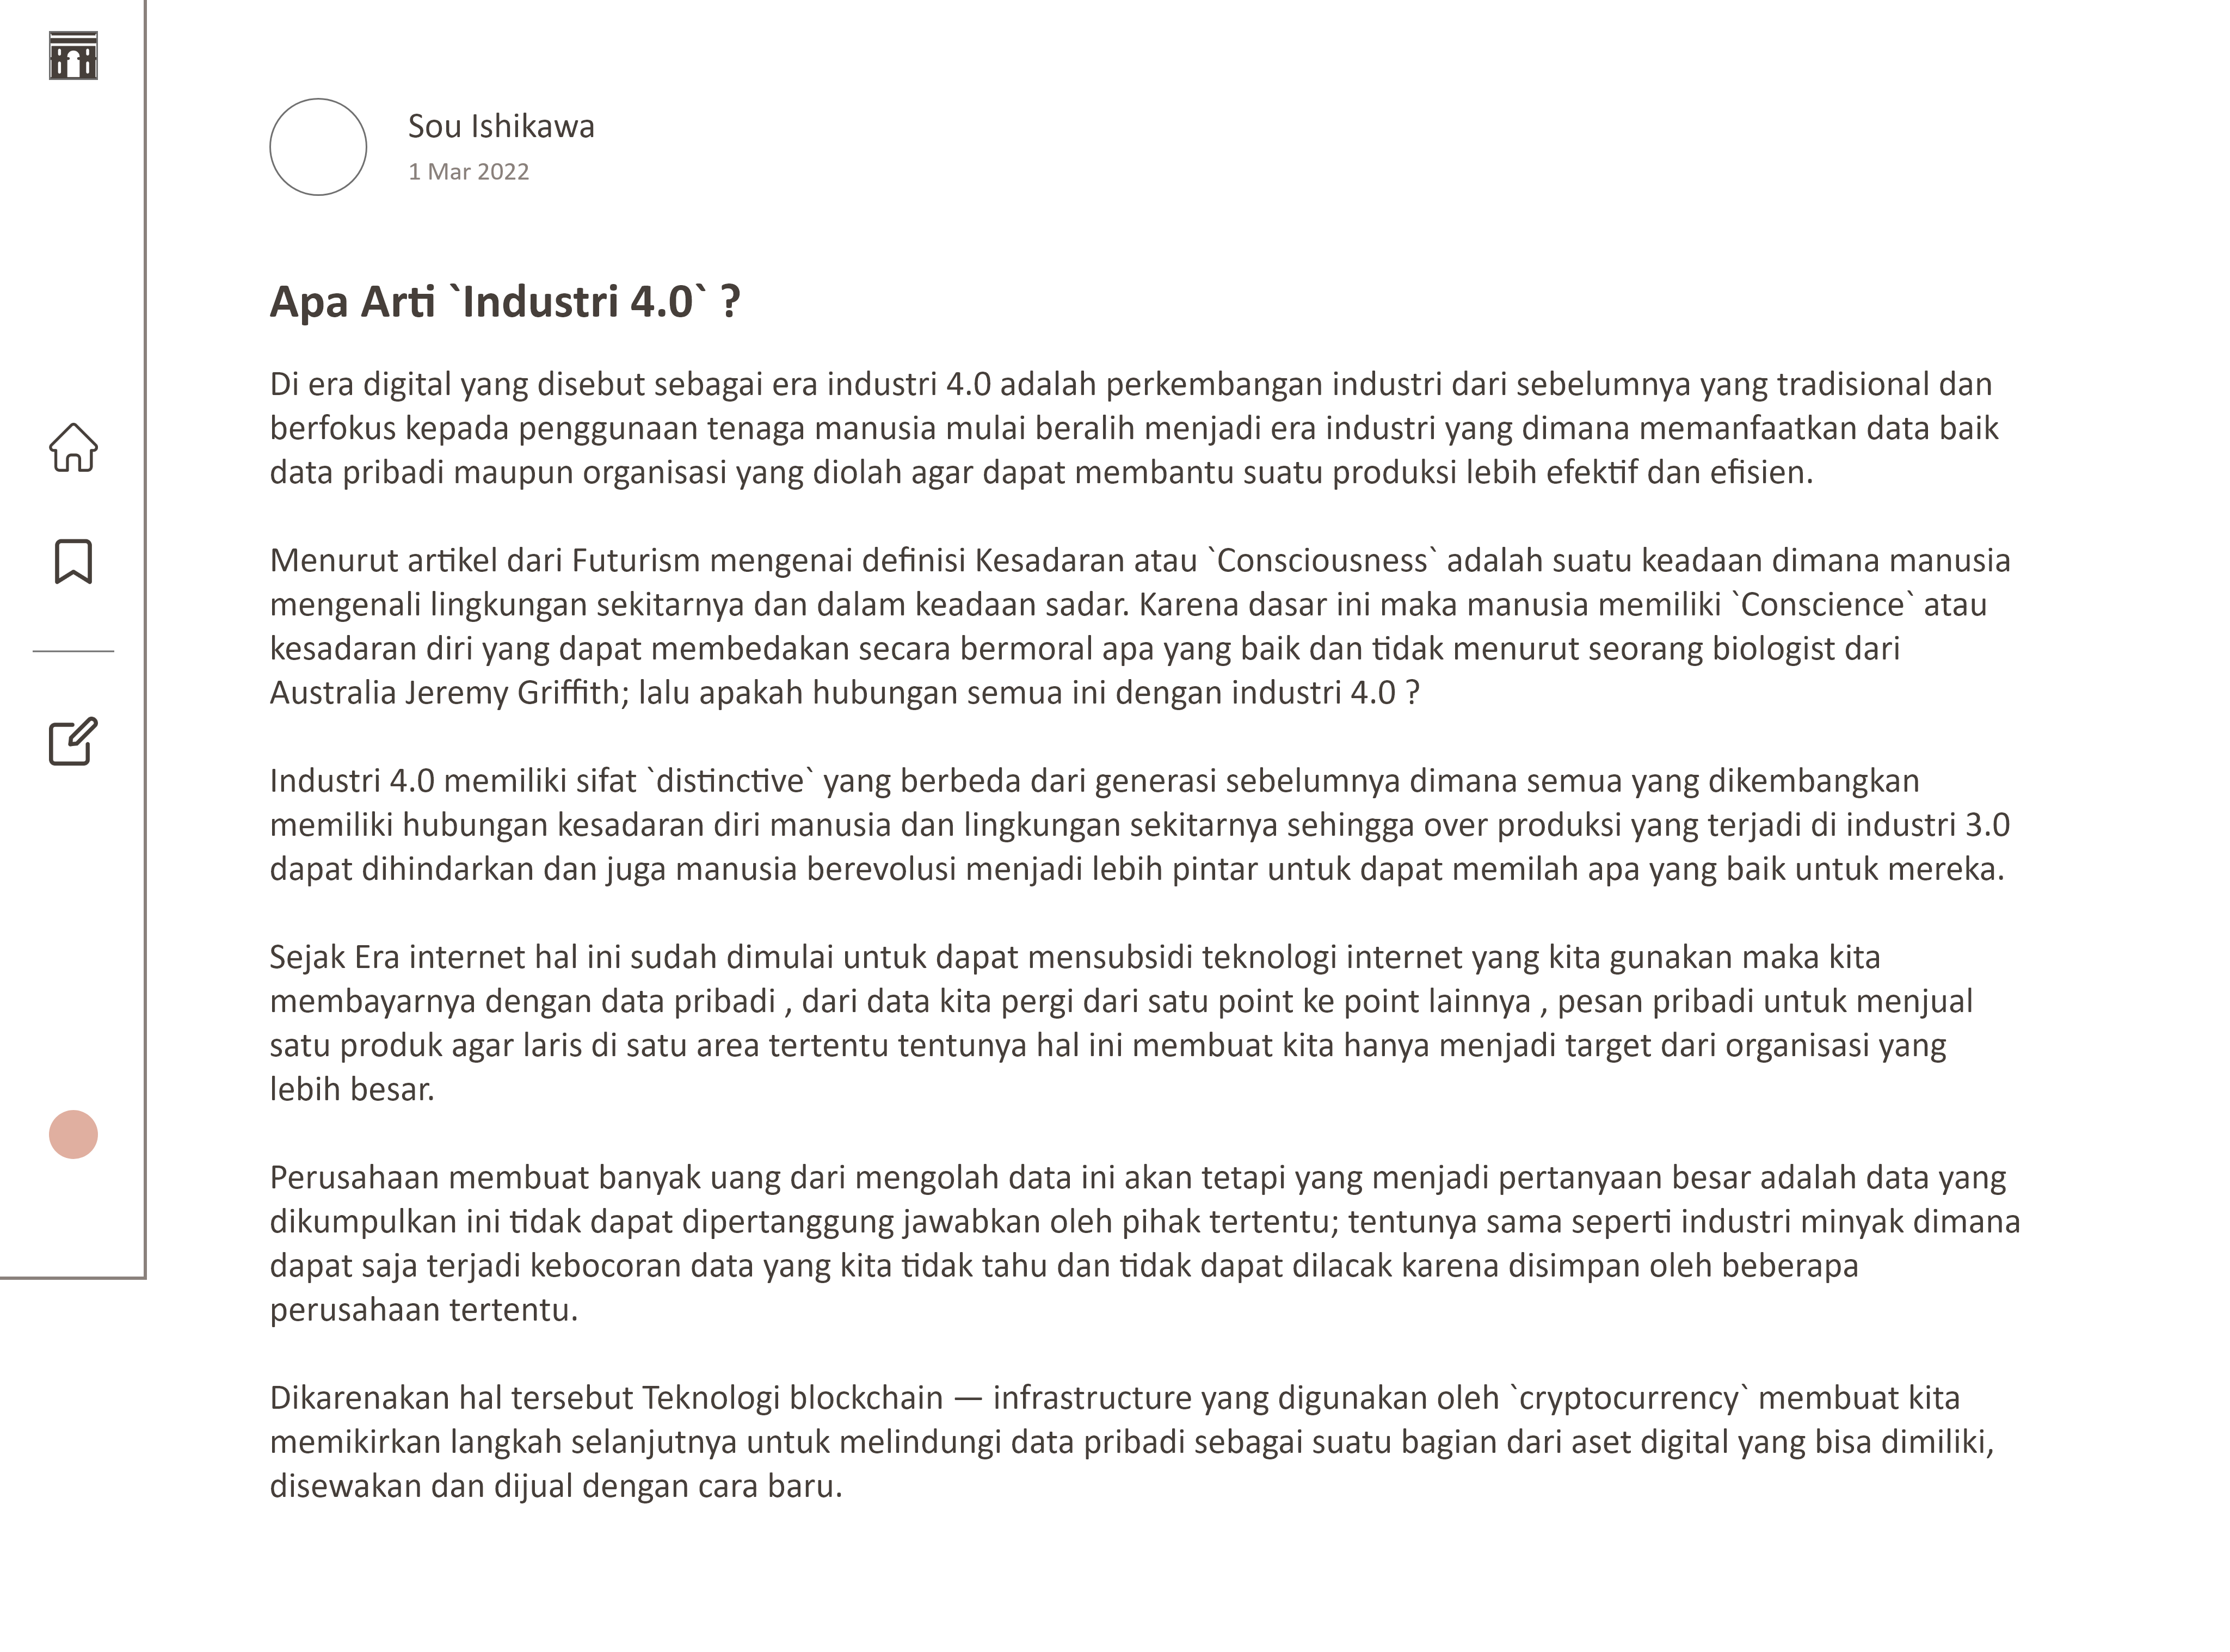 Sou Ishikawa
1 Mar 2022
Apa Arti `Industri 4.0` ?
Di era digital yang disebut sebagai era industri 4.0 adalah perkembangan industri dari sebelumnya yang tradisional dan
berfokus kepada penggunaan tenaga manusia mulai beralih menjadi era industri yang dimana memanfaatkan data baik
data pribadi maupun organisasi yang diolah agar dapat membantu suatu produksi lebih efektif dan efisien.
Menurut artikel dari Futurism mengenai definisi Kesadaran atau `Consciousness` adalah suatu keadaan dimana manusia
mengenali lingkungan sekitarnya dan dalam keadaan sadar. Karena dasar ini maka manusia memiliki `Conscience` atau
kesadaran diri yang dapat membedakan secara bermoral apa yang baik dan tidak menurut seorang biologist dari
Australia Jeremy Griffith; lalu apakah hubungan semua ini dengan industri 4.0 ?
Industri 4.0 memiliki sifat `distinctive` yang berbeda dari generasi sebelumnya dimana semua yang dikembangkan
memiliki hubungan kesadaran diri manusia dan lingkungan sekitarnya sehingga over produksi yang terjadi di industri 3.0
dapat dihindarkan dan juga manusia berevolusi menjadi lebih pintar untuk dapat memilah apa yang baik untuk mereka.
Sejak Era internet hal ini sudah dimulai untuk dapat mensubsidi teknologi internet yang kita gunakan maka kita
membayarnya dengan data pribadi , dari data kita pergi dari satu point ke point lainnya , pesan pribadi untuk menjual
satu produk agar laris di satu area tertentu tentunya hal ini membuat kita hanya menjadi target dari organisasi yang
lebih besar.
Perusahaan membuat banyak uang dari mengolah data ini akan tetapi yang menjadi pertanyaan besar adalah data yang
dikumpulkan ini tidak dapat dipertanggung jawabkan oleh pihak tertentu; tentunya sama seperti industri minyak dimana
dapat saja terjadi kebocoran data yang kita tidak tahu dan tidak dapat dilacak karena disimpan oleh beberapa
perusahaan tertentu.
Dikarenakan hal tersebut Teknologi blockchain — infrastructure yang digunakan oleh `cryptocurrency` membuat kita
memikirkan langkah selanjutnya untuk melindungi data pribadi sebagai suatu bagian dari aset digital yang bisa dimiliki,
disewakan dan dijual dengan cara baru.